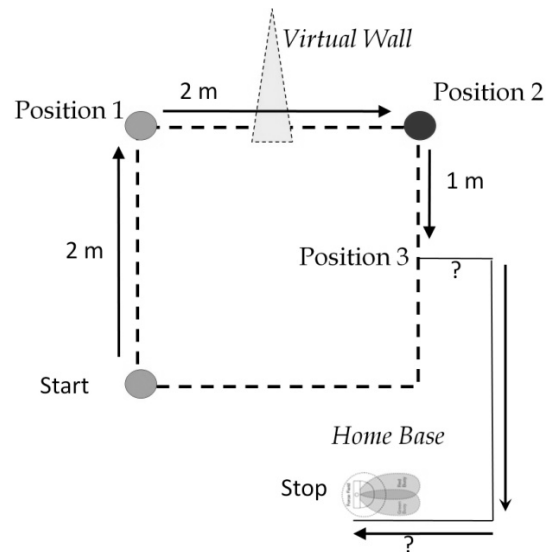 Virtual Wall
2 m
Position 1
Position 2
1 m
2 m
Position 3
?
Start
Home Base
Stop
?